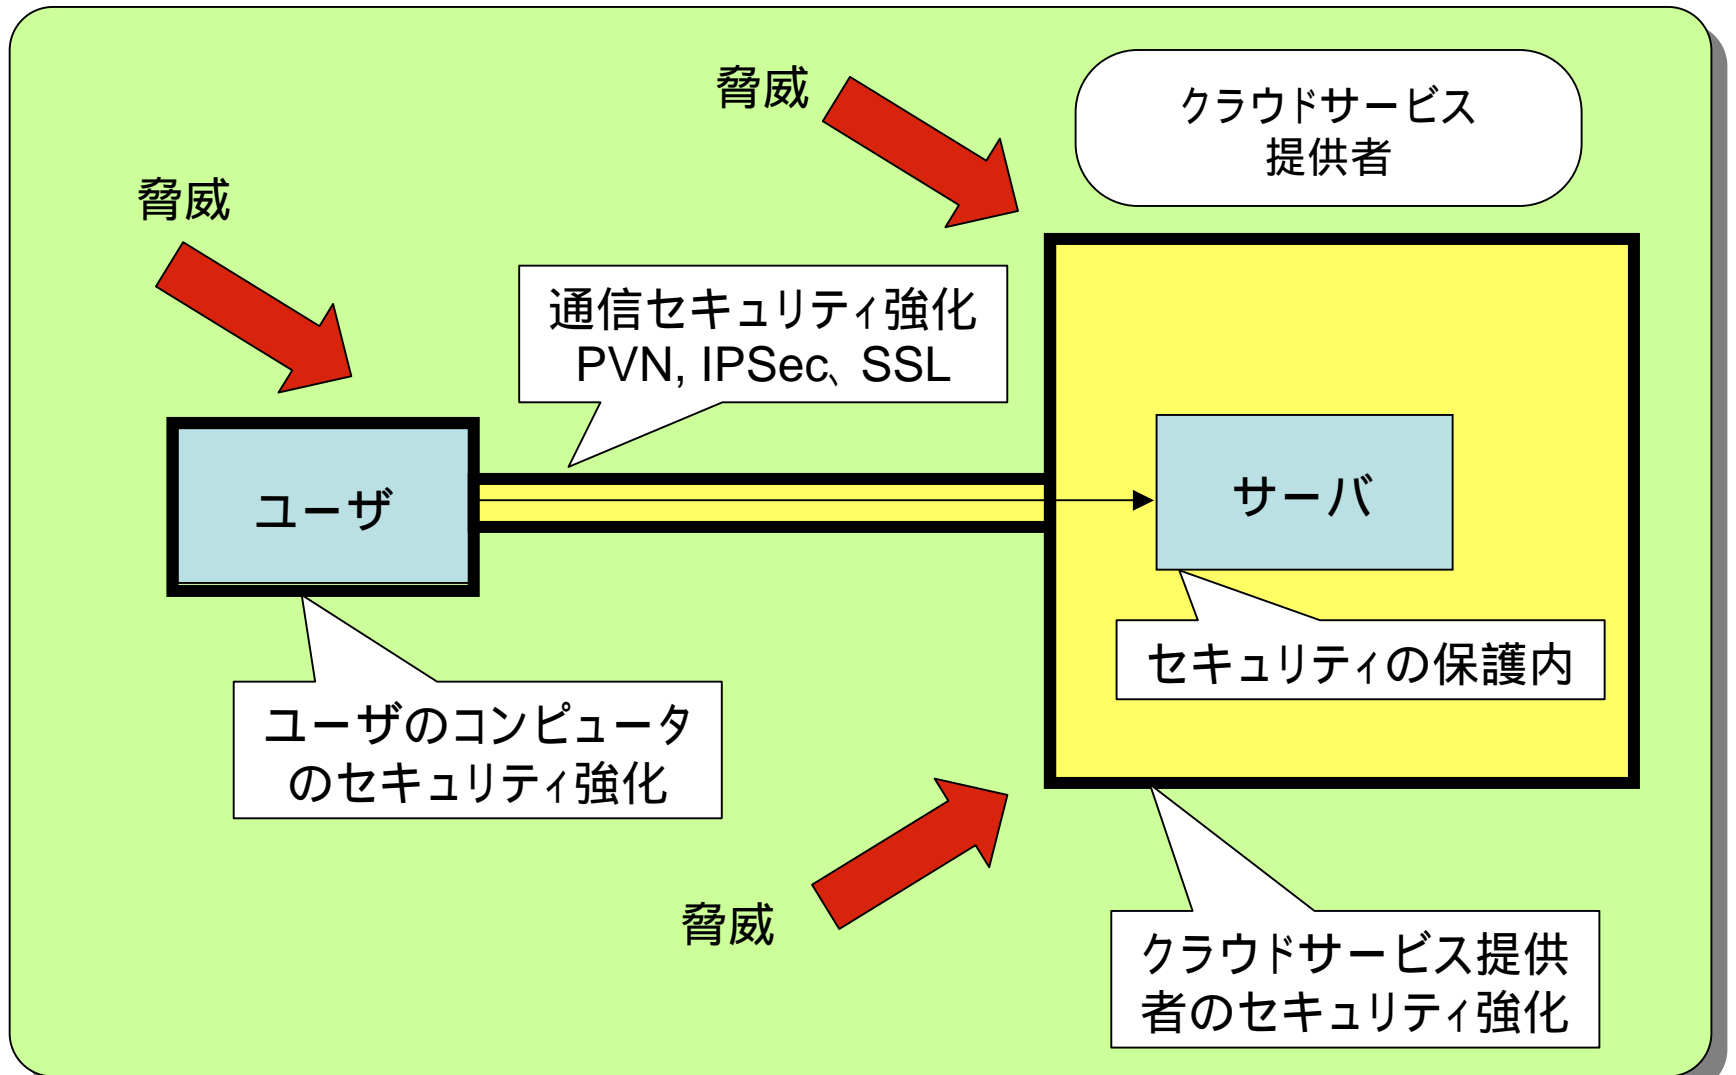 脅威
クラウドサービス
提供者
脅威
通信セキュリティ強化
PVN, IPSec、SSL
ユーザ
サーバ
セキュリティの保護内
ユーザのコンピュータ
のセキュリティ強化
脅威
クラウドサービス提供
者のセキュリティ強化